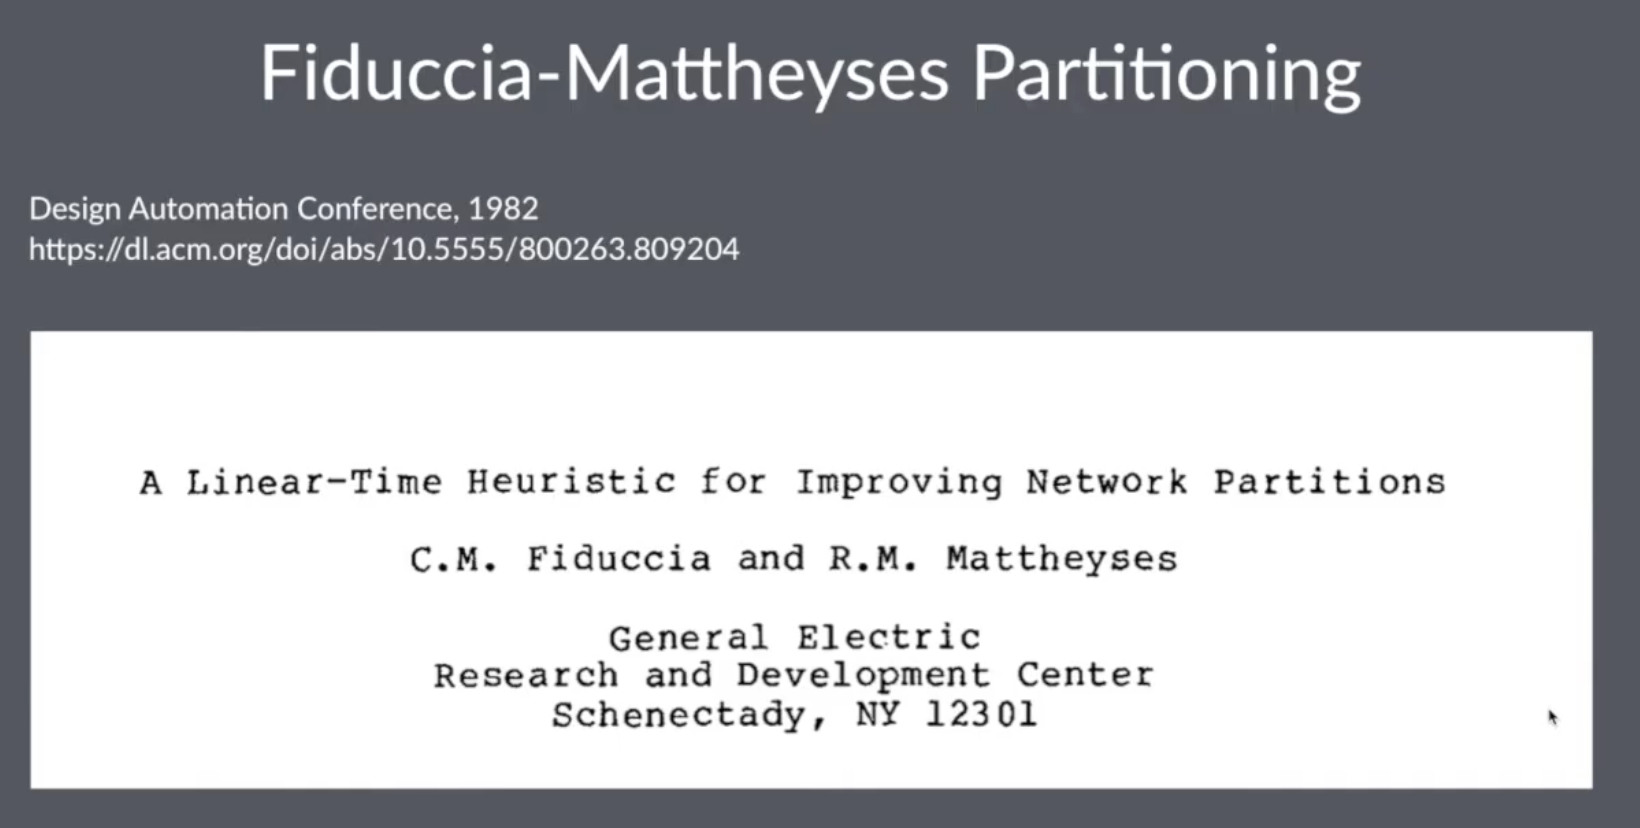 Fiduccia-Mattheyses Partitioning
Design Automation Conference, 1982
https://dl.acm.org/doi/abs/10.5555/800263.809204
A Linear-Time Heuristic for Improving Network Partitions
C.M. Fiduccia and R.M. Mattheyses
General Electric
Research and Development Center
Schenectady, NY 12301